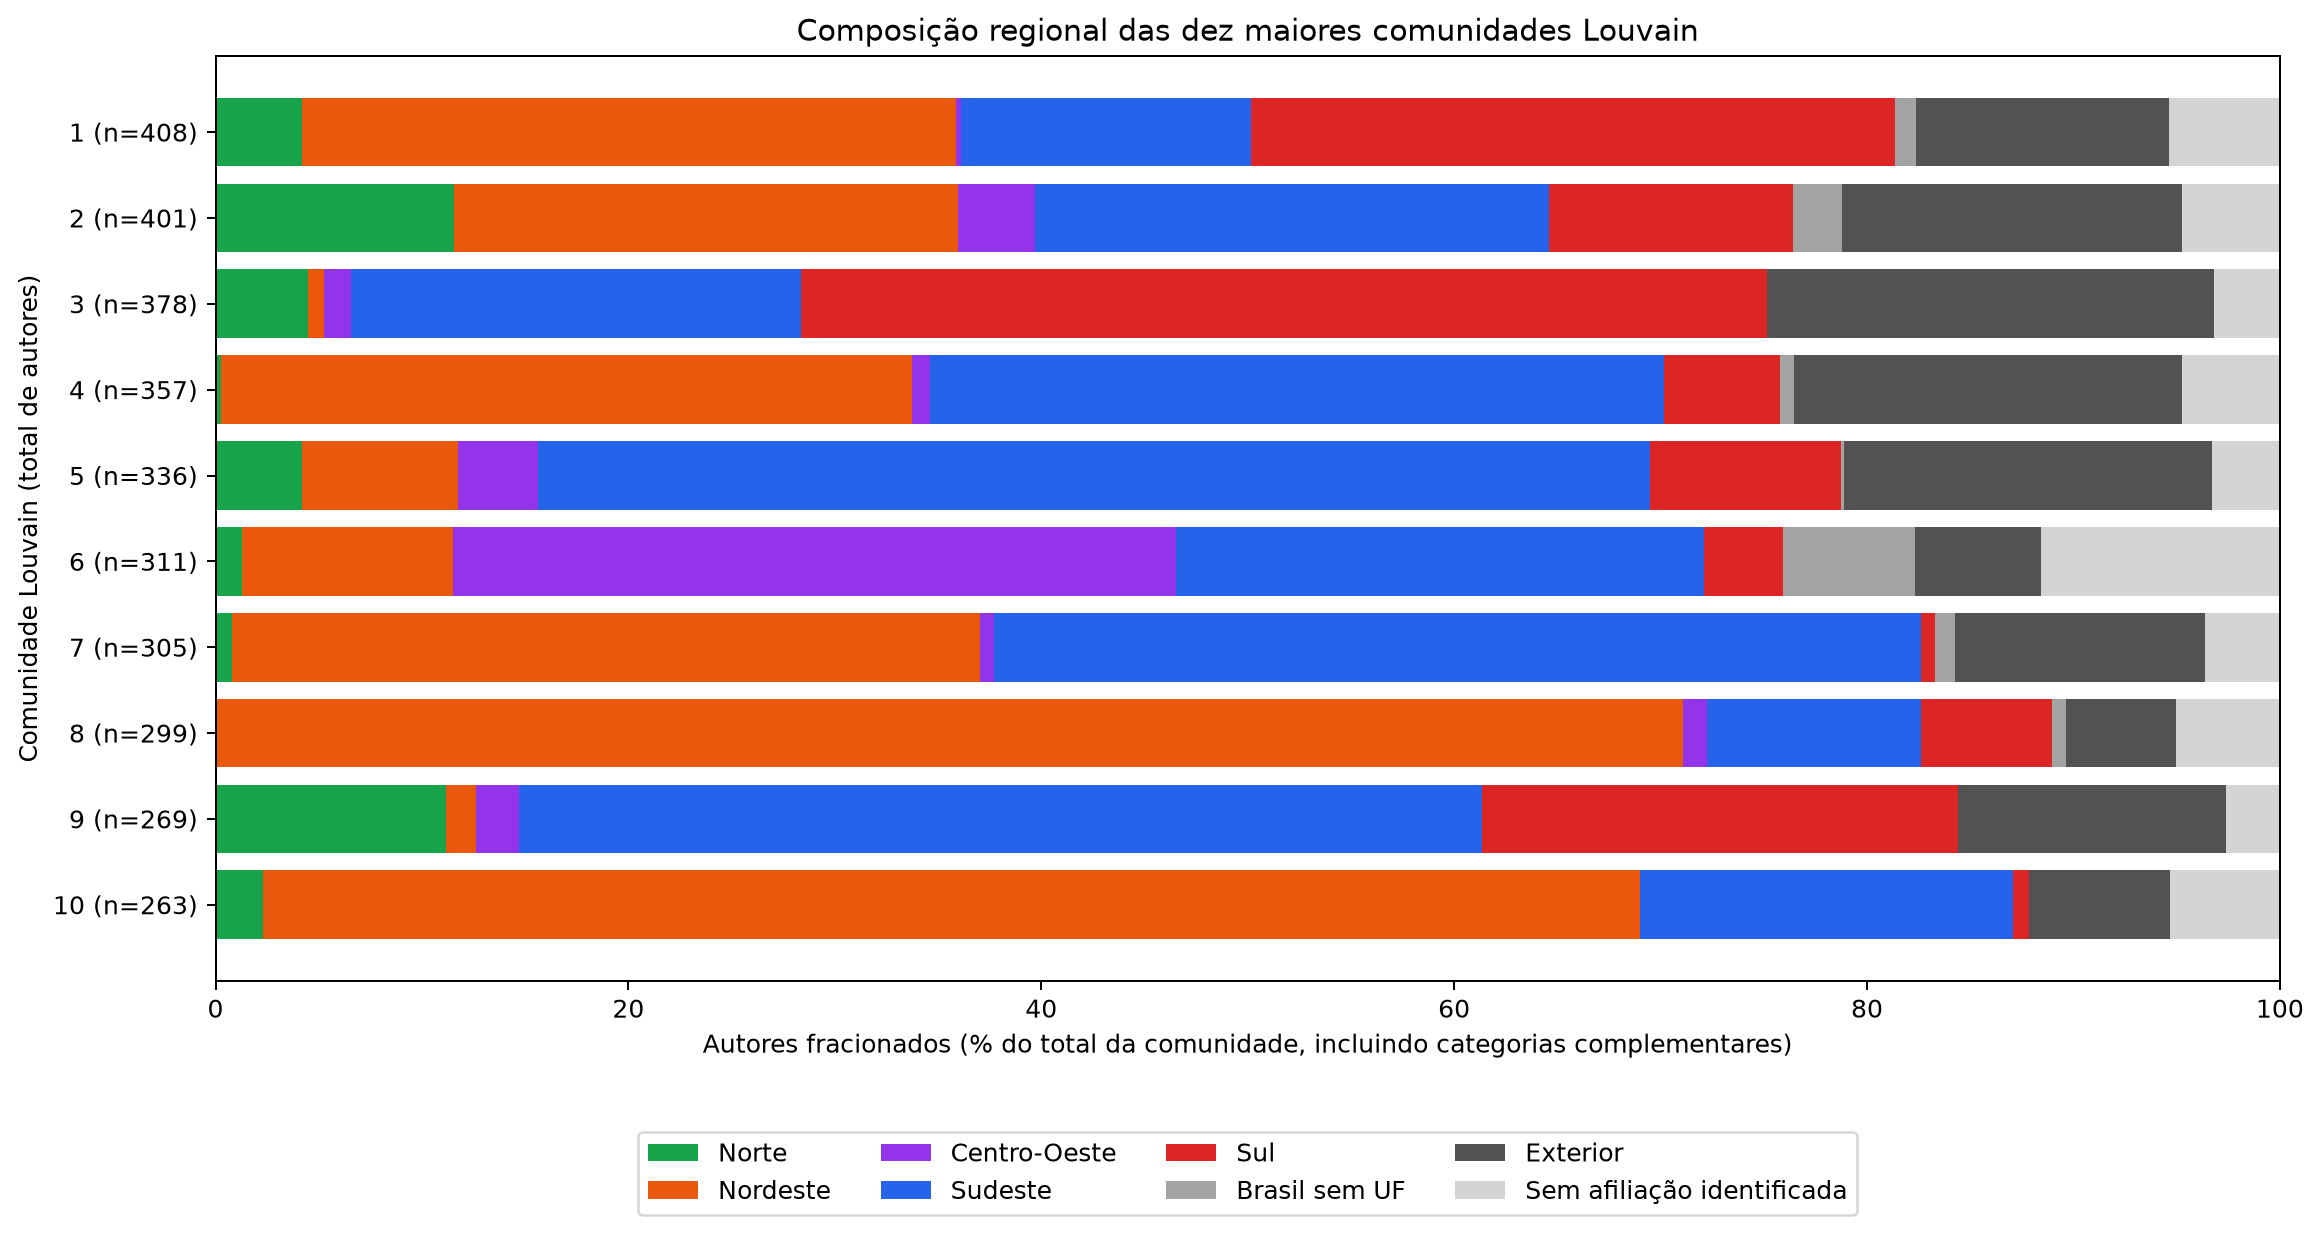 Composição regional das dez maiores comunidades Louvain
Comunidade Louvain (total de autores)
1 (n=408)
2 (n=401)
3 (n=378)
4 (n=357)
5 (n=336)
6 (n=311)
7 (n=305)
8 (n=299)
9 (n=269)
10 (n=263)
0 20 40 60 80 100
Autores fracionados (% do total da comunidade, incluindo categorias complementares)
Norte Centro-Oeste Sul Exterior
Nordeste Sudeste Brasil sem UF Sem afiliação identificada